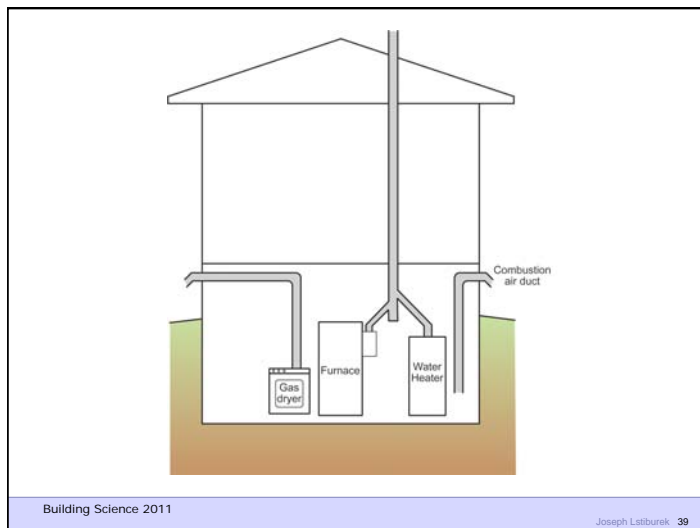 Combustion
air duct
Furnace
Water
Heater
Gas
dryer
Building Science 2011
Joseph Lstiburek 39